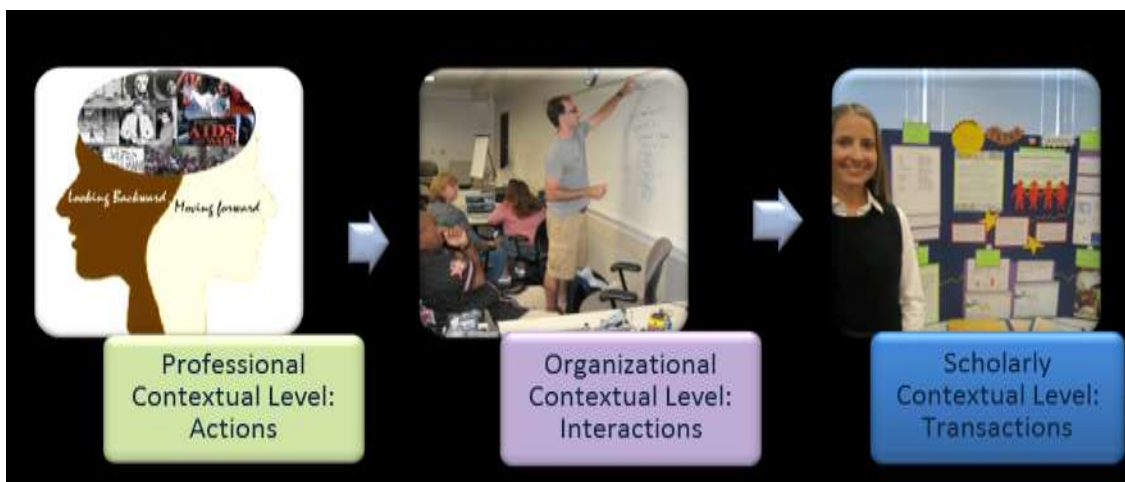 AIDS
Looking Backward
Moving forward
Professional
Contextual Level:
Actions
Organizational
Contextual Level:
Interactions
Scholarly
Contextual Level:
Transactions